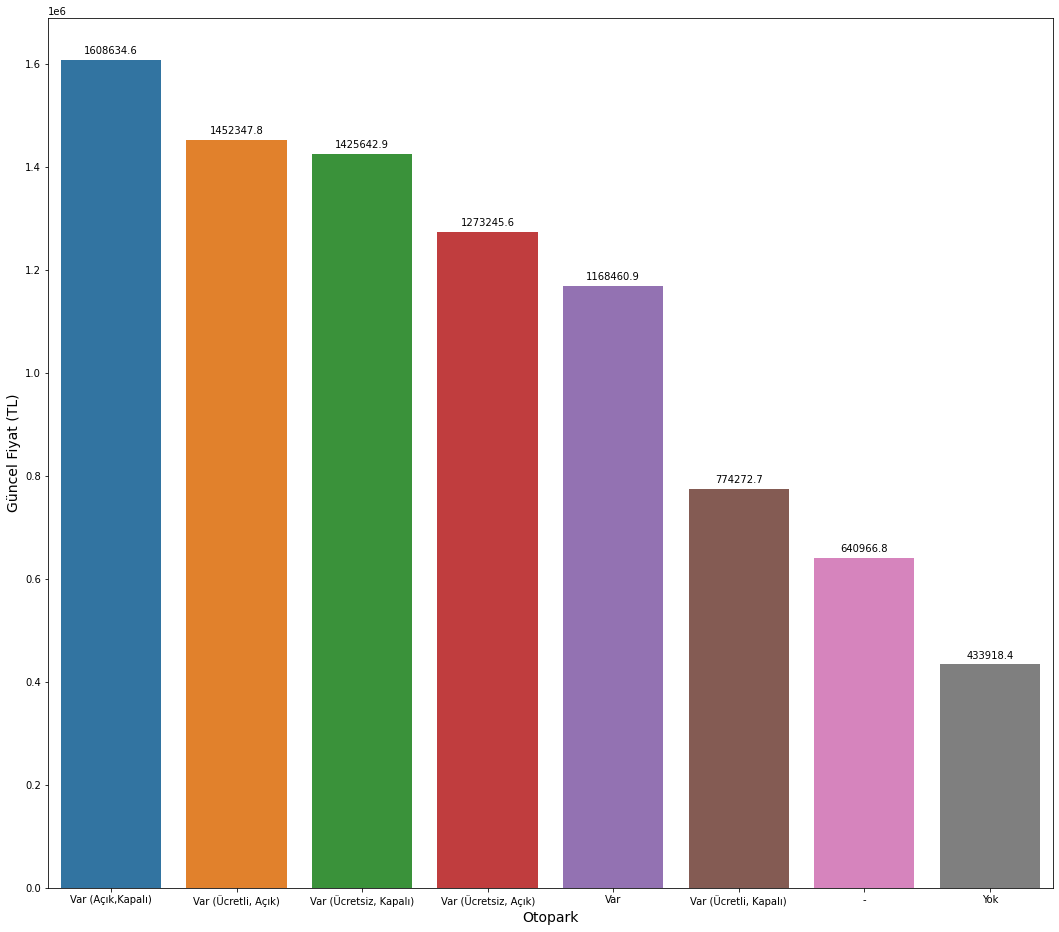 1e6
1608634.6
1452347.8
1425642.9
1273245.6
1168460.9
774272.7
640966.8
433918.4
1.6
1.4
1.2
1.0
0.8
0.6
0.4
0.2
0.0
Güncel Fiyat (TL)
Var (Açık,Kapalı)
Var (Ücretli, Açık)
Var (Ücretsiz, Kapalı)
Var (Ücretsiz, Açık)
Var
Var (Ücretli, Kapalı)
-
Yok
Otopark